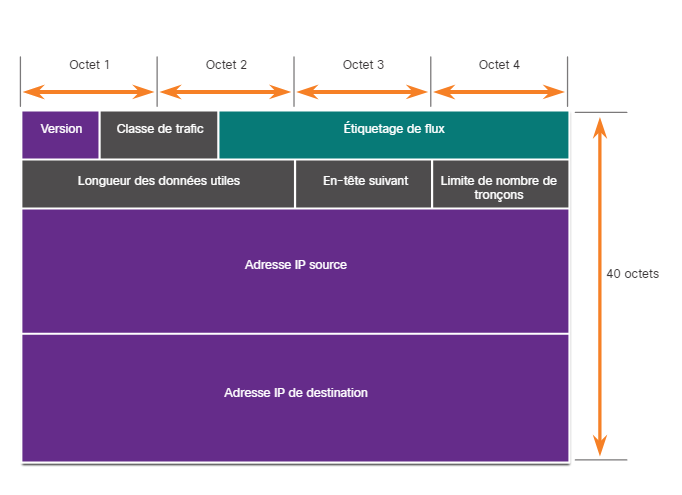 Octet 1 Octet 2 Octet 3 Octet 4
Version Classe de trafic Étiquetage de flux
Longueur des données utiles En-tête suivant Limite de nombre de
tronçons
Adresse IP source
40 octets
Adresse IP de destination